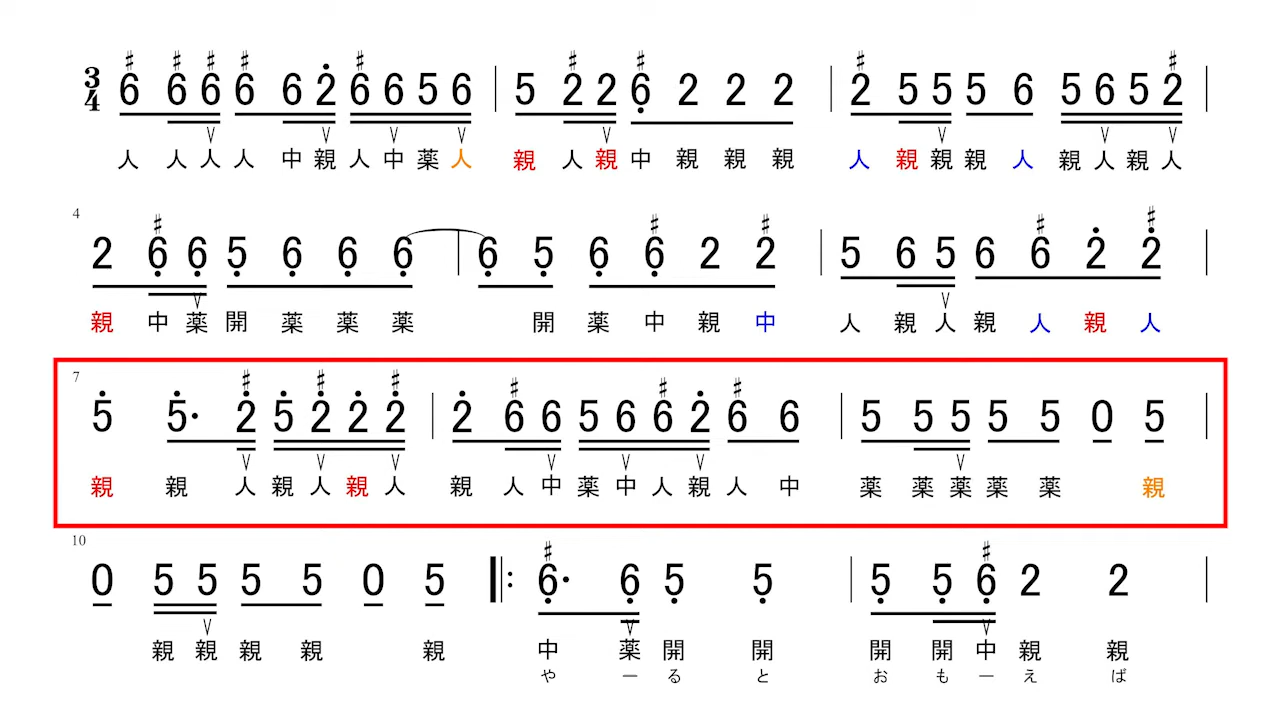 3
4
♯6 ♯6 ♯6 ♯6 6 2 ♯6 6 5 6 | 5 ♯2 2 ♯6 2 2 2 | ♯2 5 5 5 6 5 6 5 ♯2 |
V V V V V V V V
人 人 人 人 中 親 人 中 薬 人 親 人 親 中 親 親 親 人 親 親 親 人 親 人 親 人
4
2 ♯6 6 5 6 6 6 | 6 5 6 ♯6 2 ♯2 | 5 6 5 6 ♯6 2 ♯2 |
V V
親 中 薬 開 薬 薬 薬 開 薬 中 親 中 人 親 人 親 人 親 人
7
5 5· ♯2 5 ♯2 2 ♯2 | 2 ♯6 6 5 6 ♯6 2 ♯6 6 | 5 5 5 5 5 0 5 |
V V V V V V V
親 親 人 親 人 親 人 親 人 中 薬 中 人 親 人 中 薬 薬 薬 薬 薬 親
10
0 5 5 5 5 0 5 |: ♯6· 6 5 5 | 5 5 ♯6 2 2 |
V V V
親 親 親 親 親 中 薬 開 開 開 開 中 親 親
や ー る と お も ー え ば